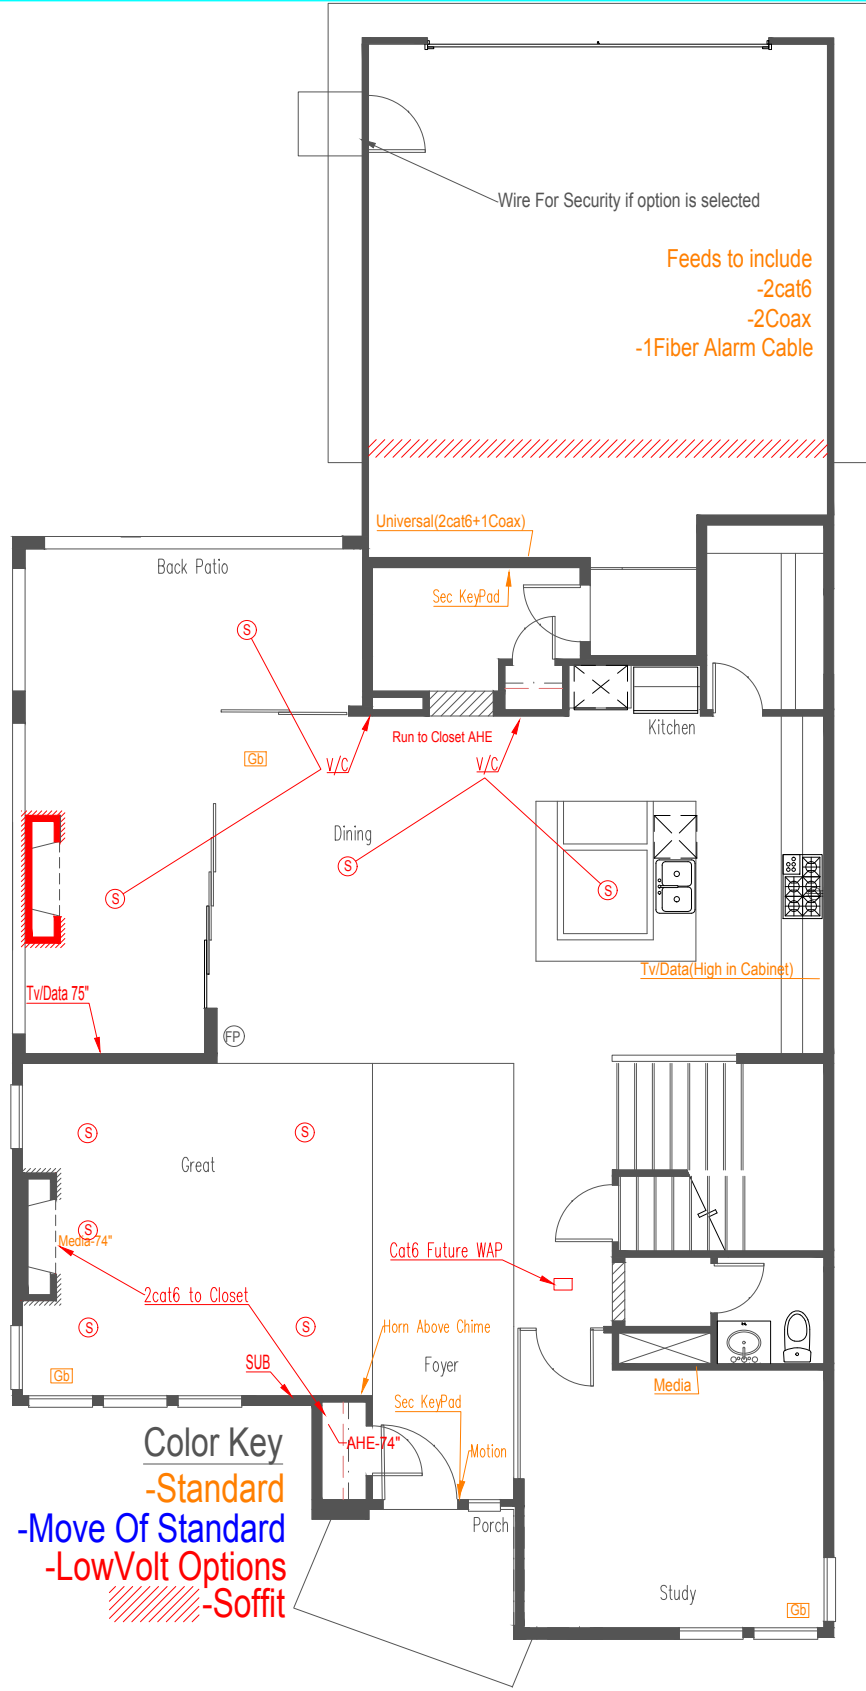 Wire For Security if option is selected
Feeds to include
-2cat6
-2Coax
-1Fiber Alarm Cable
Universal(2cat6+1Coax)
Back Patio
Sec KeyPad
S
Kitchen
Run to Closet AHE
Gb
V/C
V/C
Dining
S
S
S
Tv/Data(High in Cabinet)
Tv/Data 75"
FP
S
S
Great
S
Media-74"
Cat6 Future WAP
2cat6 to Closet
S
S
Horn Above Chime
SUB
Foyer
Gb
Media
Sec KeyPad
AHE-74"
Motion
Porch
Color Key
-Standard
-Move Of Standard
-LowVolt Options
-Soffit
Study
Gb